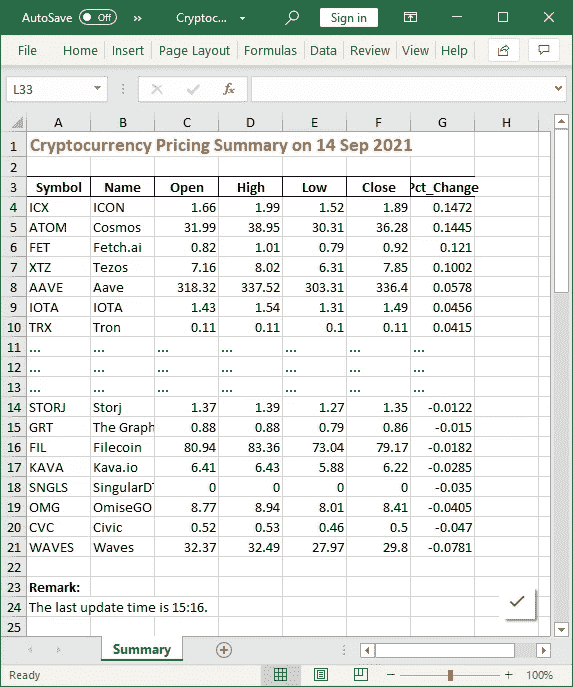 AutoSave Off » Cryptoc... Sign in
File Home Insert Page Layout Formulas Data Review View Help
L33 fx
A B C D E F G H
1 Cryptocurrency Pricing Summary on 14 Sep 2021
2
3 Symbol Name Open High Low Close Pct_Change
4 ICX ICON 1.66 1.99 1.52 1.89 0.1472
5 ATOM Cosmos 31.99 38.95 30.31 36.28 0.1445
6 FET Fetch.ai 0.82 1.01 0.79 0.92 0.121
7 XTZ Tezos 7.16 8.02 6.31 7.85 0.1002
8 AAVE Aave 318.32 337.52 303.31 336.4 0.0578
9 IOTA IOTA 1.43 1.54 1.31 1.49 0.0456
10 TRX Tron 0.11 0.11 0.1 0.11 0.0415
11 ... ... ... ... ... ... ...
12 ... ... ... ... ... ... ...
13 ... ... ... ... ... ... ...
14 STORJ Storj 1.37 1.39 1.27 1.35 -0.0122
15 GRT The Graph 0.88 0.88 0.79 0.86 -0.015
16 FIL Filecoin 80.94 83.36 73.04 79.17 -0.0182
17 KAVA Kava.io 6.41 6.43 5.88 6.22 -0.0285
18 SNGLS SingularD 0 0 0 0 -0.035
19 OMG OmiseGO 8.77 8.94 8.01 8.41 -0.0405
20 CVC Civic 0.52 0.53 0.46 0.5 -0.047
21 WAVES Waves 32.37 32.49 27.97 29.8 -0.0781
22
23 Remark:
24 The last update time is 15:16.
25
Summary
Ready 100%